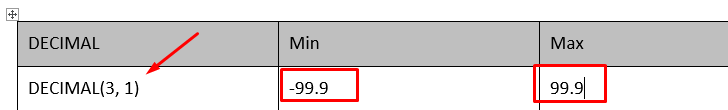 DECIMAL Min Max
DECIMAL(3, 1) -99.9 99.9